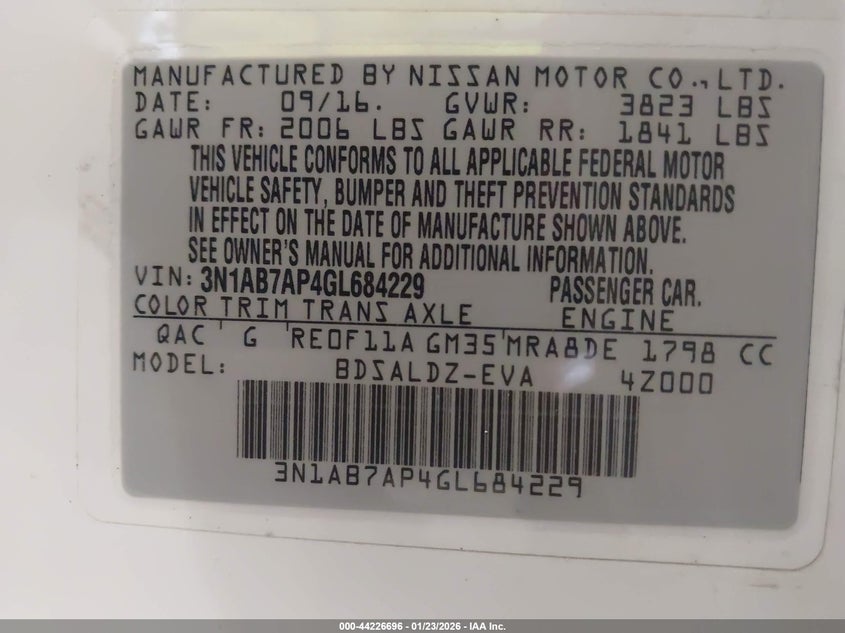 MANUFACTURED BY NISSAN MOTOR CO., LTD.
DATE: 09/16. GVWR: 3823 LBS
GAWR FR: 2006 LBS GAWR RR: 1841 LBS
THIS VEHICLE CONFORMS TO ALL APPLICABLE FEDERAL MOTOR
VEHICLE SAFETY, BUMPER AND THEFT PREVENTION STANDARDS
IN EFFECT ON THE DATE OF MANUFACTURE SHOWN ABOVE.
SEE OWNER'S MANUAL FOR ADDITIONAL INFORMATION.
VIN: 3N1AB7AP4GL684229 PASSENGER CAR.
COLOR TRIM TRANS AXLE ENGINE
QAC ' G 'RE0F11A GM35'MRA8DE 1798 CC
MODEL: BDSALDZ-EVA 4Z000
3N1AB7AP4GL684229
000-44226696 - 01/23/2026 - IAA Inc.